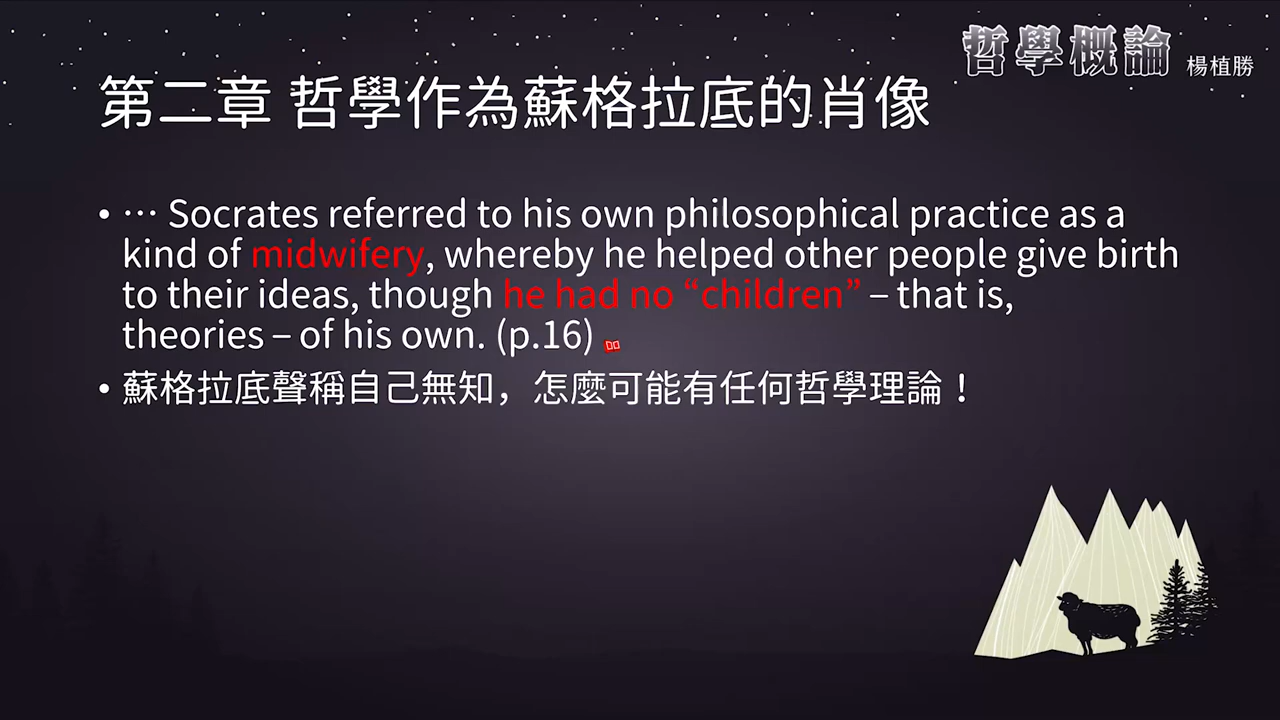 哲學概論 楊植勝
第二章 哲學作為蘇格拉底的肖像
• … Socrates referred to his own philosophical practice as a
kind of midwifery, whereby he helped other people give birth
to their ideas, though he had no “children” – that is,
theories – of his own. (p.16)
• 蘇格拉底聲稱自己無知，怎麼可能有任何哲學理論！